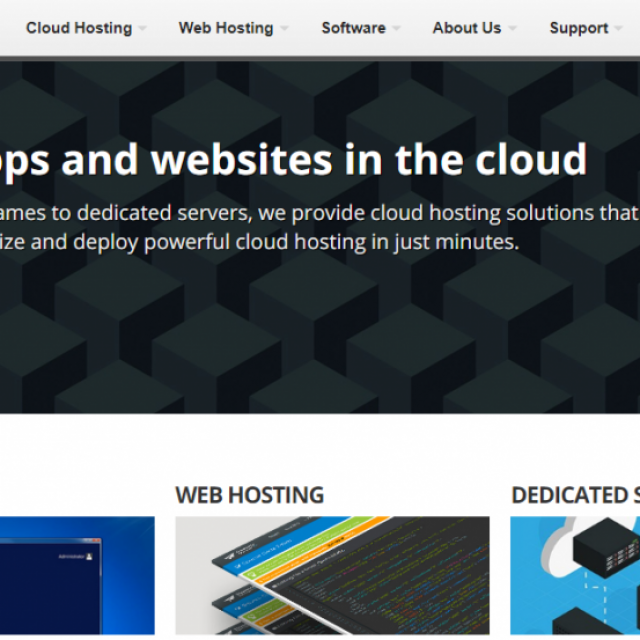 Cloud Hosting Web Hosting Software About Us Support
ps and websites in the cloud
ames to dedicated servers, we provide cloud hosting solutions that
ize and deploy powerful cloud hosting in just minutes.
WEB HOSTING DEDICATED S